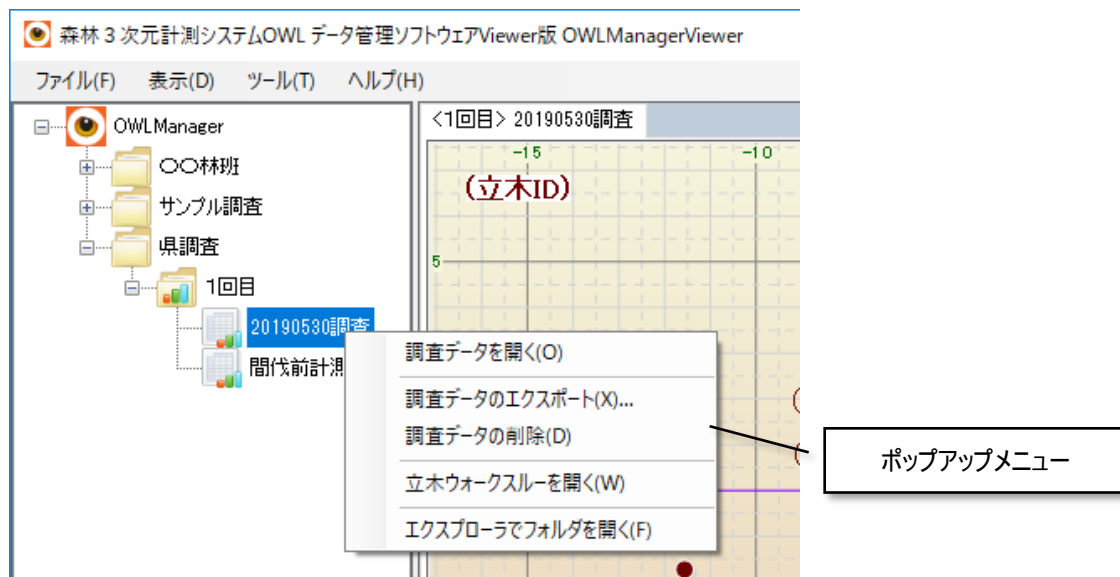 森林３次元計測システムOWL データ管理ソフトウェアViewer版 OWLManagerViewer
ファイル(F) 表示(D) ツール(T) ヘルプ(H)
OWLManager
〇〇林班
サンプル調査
県調査
1回目
20190530調査
間伐前計測
<1回目> 20190530調査
-15 -10
(立木ID)
5
調査データを開く(O)
調査データのエクスポート(X)...
調査データの削除(D)
立木ウォークスルーを開く(W)
エクスプローラでフォルダを開く(F)
ポップアップメニュー